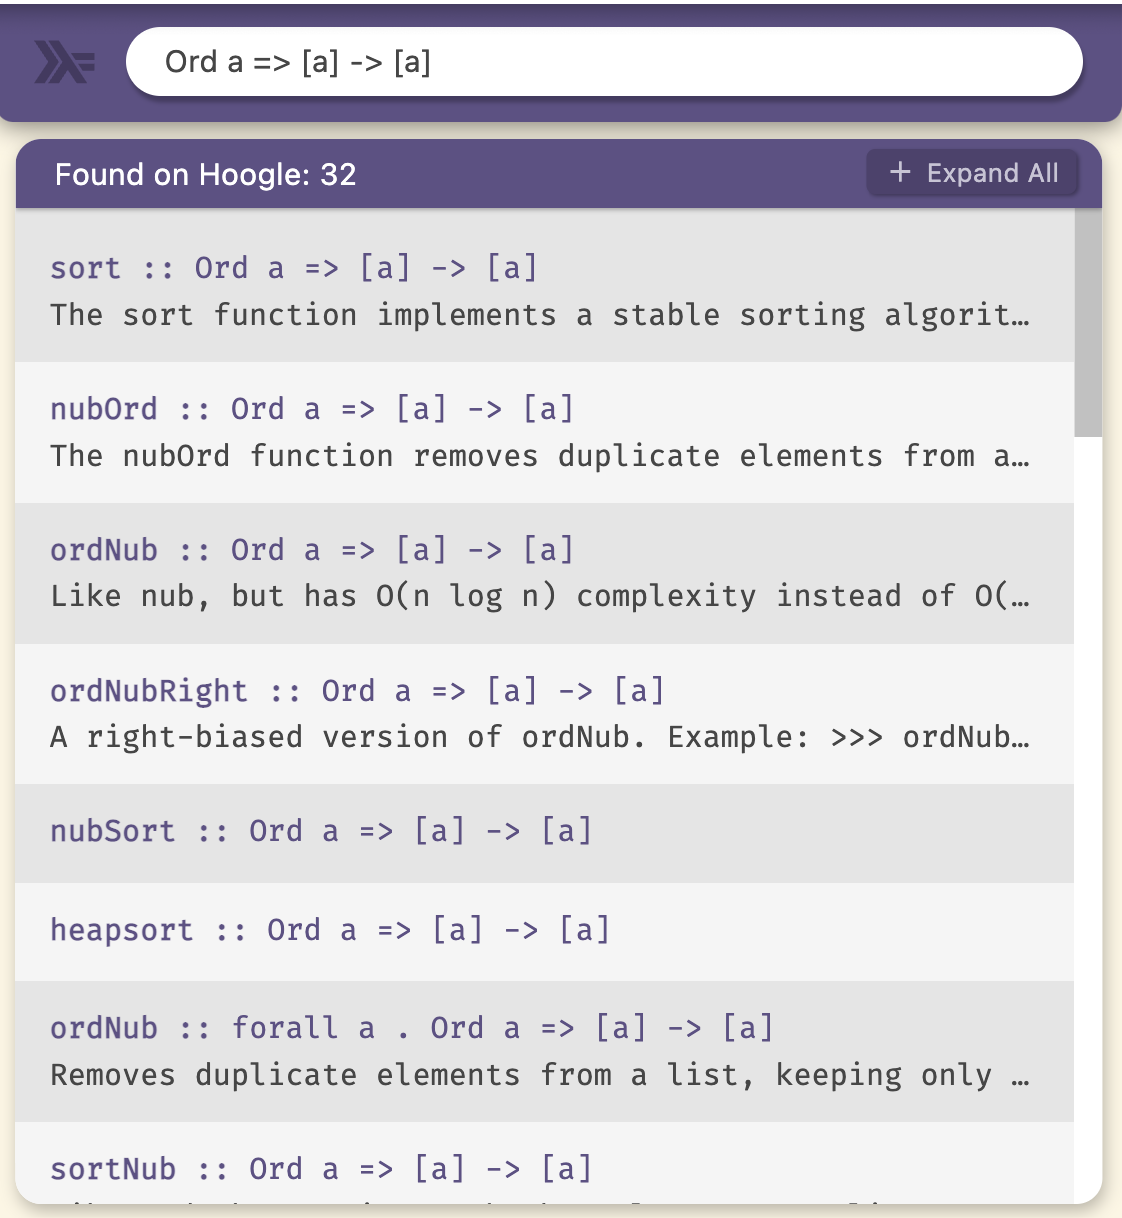 Ord a => [a] -> [a]
Found on Hoogle: 32
+ Expand All
sort :: Ord a => [a] -> [a]
The sort function implements a stable sorting algorit…
nubOrd :: Ord a => [a] -> [a]
The nubOrd function removes duplicate elements from a…
ordNub :: Ord a => [a] -> [a]
Like nub, but has O(n log n) complexity instead of O(…
ordNubRight :: Ord a => [a] -> [a]
A right-biased version of ordNub. Example: >>> ordNub…
nubSort :: Ord a => [a] -> [a]
heapsort :: Ord a => [a] -> [a]
ordNub :: forall a . Ord a => [a] -> [a]
Removes duplicate elements from a list, keeping only …
sortNub :: Ord a => [a] -> [a]